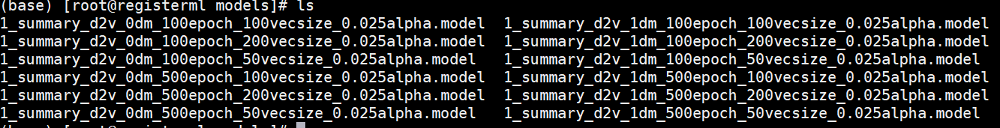 (base) [root@registerml models]# ls
1_summary_d2v_0dm_100epoch_100vecsize_0.025alpha.model  1_summary_d2v_1dm_100epoch_100vecsize_0.025alpha.model
1_summary_d2v_0dm_100epoch_200vecsize_0.025alpha.model  1_summary_d2v_1dm_100epoch_200vecsize_0.025alpha.model
1_summary_d2v_0dm_100epoch_50vecsize_0.025alpha.model   1_summary_d2v_1dm_100epoch_50vecsize_0.025alpha.model
1_summary_d2v_0dm_500epoch_100vecsize_0.025alpha.model  1_summary_d2v_1dm_500epoch_100vecsize_0.025alpha.model
1_summary_d2v_0dm_500epoch_200vecsize_0.025alpha.model  1_summary_d2v_1dm_500epoch_200vecsize_0.025alpha.model
1_summary_d2v_0dm_500epoch_50vecsize_0.025alpha.model   1_summary_d2v_1dm_500epoch_50vecsize_0.025alpha.model
(base) [root@registerml models]#